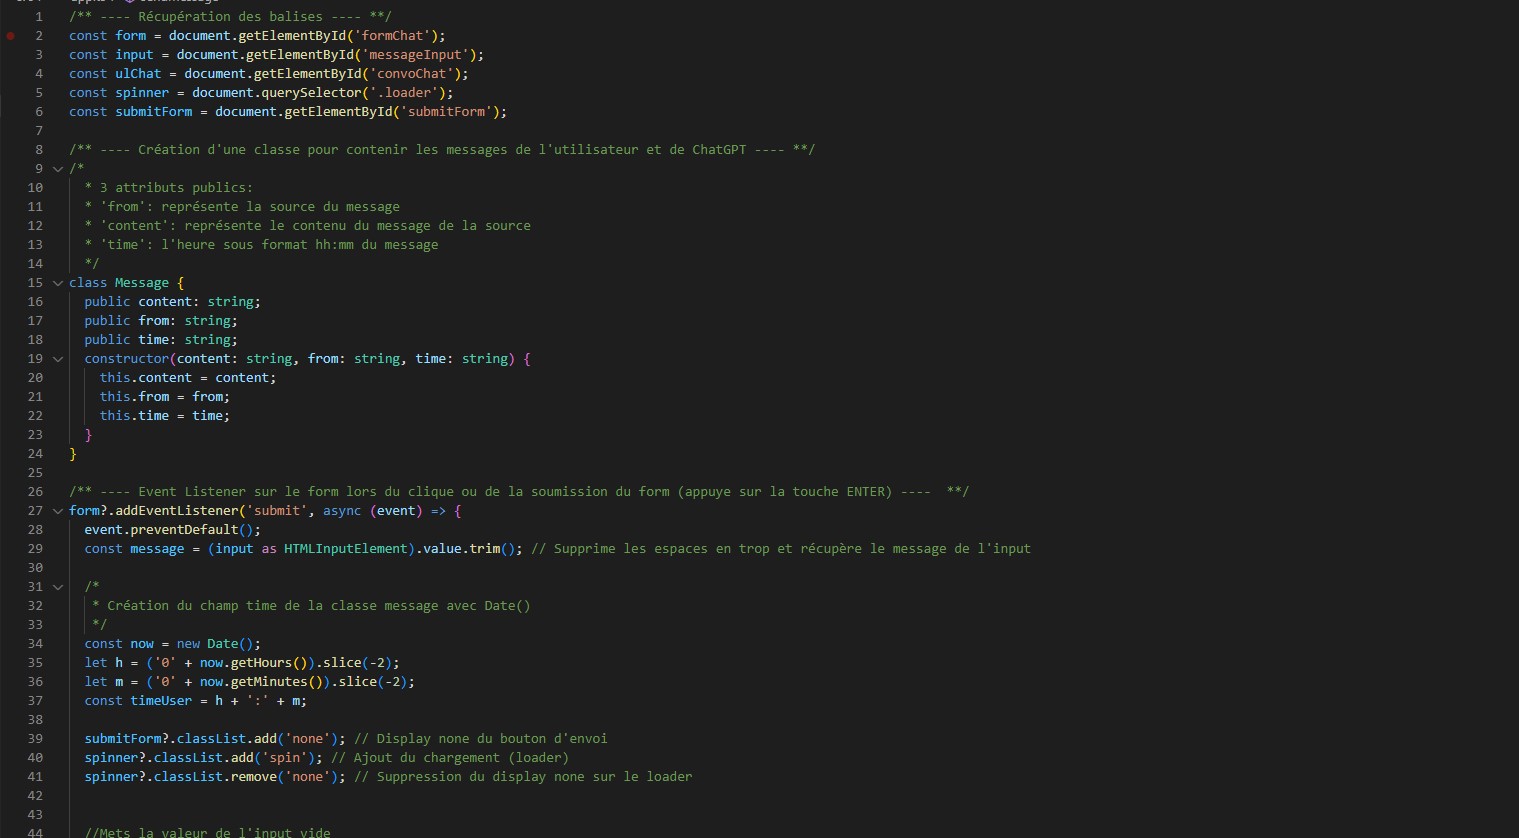 1 /** ---- Récupération des balises ---- **/
2 const form = document.getElementById('formChat');
3 const input = document.getElementById('messageInput');
4 const ulChat = document.getElementById('convoChat');
5 const spinner = document.querySelector('.loader');
6 const submitForm = document.getElementById('submitForm');
7
8 /** ---- Création d'une classe pour contenir les messages de l'utilisateur et de ChatGPT ---- **/
9 /*
10 * 3 attributs publics:
11 * 'from': représente la source du message
12 * 'content': représente le contenu du message de la source
13 * 'time': l'heure sous format hh:mm du message
14 */
15 class Message {
16 public content: string;
17 public from: string;
18 public time: string;
19 constructor(content: string, from: string, time: string) {
20 this.content = content;
21 this.from = from;
22 this.time = time;
23 }
24 }
25
26 /** ---- Event Listener sur le form lors du clique ou de la soumission du form (appuye sur la touche ENTER) ----  **/
27 form?.addEventListener('submit', async (event) => {
28 event.preventDefault();
29 const message = (input as HTMLInputElement).value.trim(); // Supprime les espaces en trop et récupère le message de l'input
30
31 /*
32 * Création du champ time de la classe message avec Date()
33 */
34 const now = new Date();
35 let h = ('0' + now.getHours()).slice(-2);
36 let m = ('0' + now.getMinutes()).slice(-2);
37 const timeUser = h + ':' + m;
38
39 submitForm?.classList.add('none'); // Display none du bouton d'envoi
40 spinner?.classList.add('spin'); // Ajout du chargement (loader)
41 spinner?.classList.remove('none'); // Suppression du display none sur le loader
42
43
44 //Mets la valeur de l'input vide